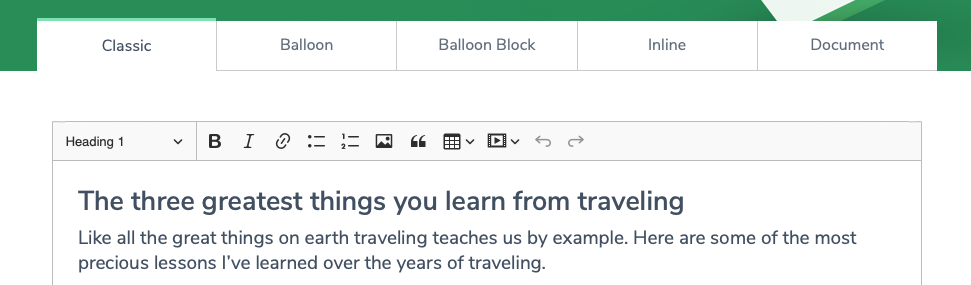 Classic Balloon Balloon Block Inline Document
Heading 1 B I
The three greatest things you learn from traveling
Like all the great things on earth traveling teaches us by example. Here are some of the most
precious lessons I’ve learned over the years of traveling.